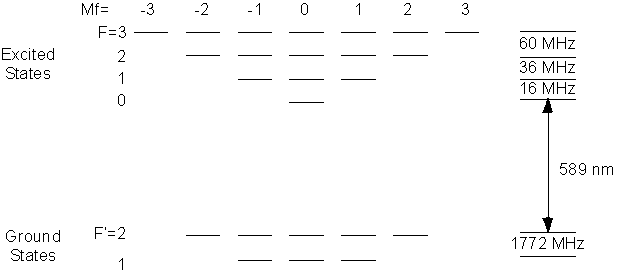 Mf= -3 -2 -1 0 1 2 3
F=3
60 MHz
Excited
States
2
36 MHz
1
16 MHz
0
589 nm
Ground
States
F'=2
1772 MHz
1